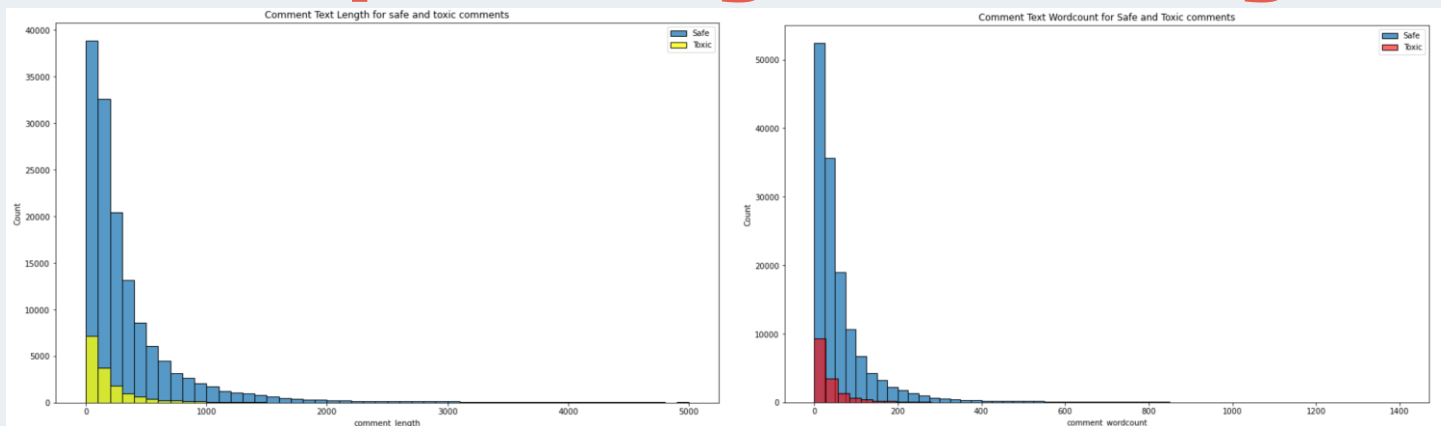 Comment Text Length for safe and toxic comments
Safe
Toxic
Count
40000
35000
30000
25000
20000
15000
10000
5000
0
0 1000 2000 3000 4000 5000
comment_length
Comment Text Wordcount for Safe and Toxic comments
Safe
Toxic
Count
50000
40000
30000
20000
10000
0
0 200 400 600 800 1000 1200 1400
comment_wordcount